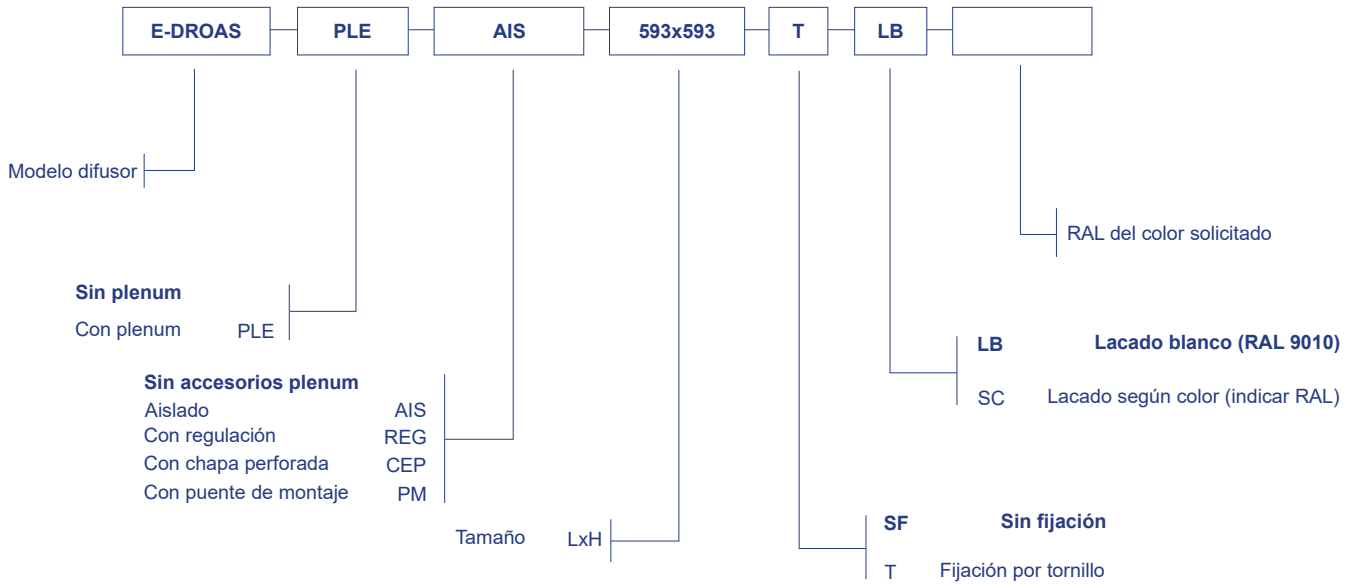 E-DROAS PLE AIS 593x593 T LB
Modelo difusor
RAL del color solicitado
Sin plenum
Con plenum PLE
LB Lacado blanco (RAL 9010)
SC Lacado según color (indicar RAL)
Sin accesorios plenum
Aislado AIS
Con regulación REG
Con chapa perforada CEP
Con puente de montaje PM
Tamaño LxH
SF Sin fijación
T Fijación por tornillo